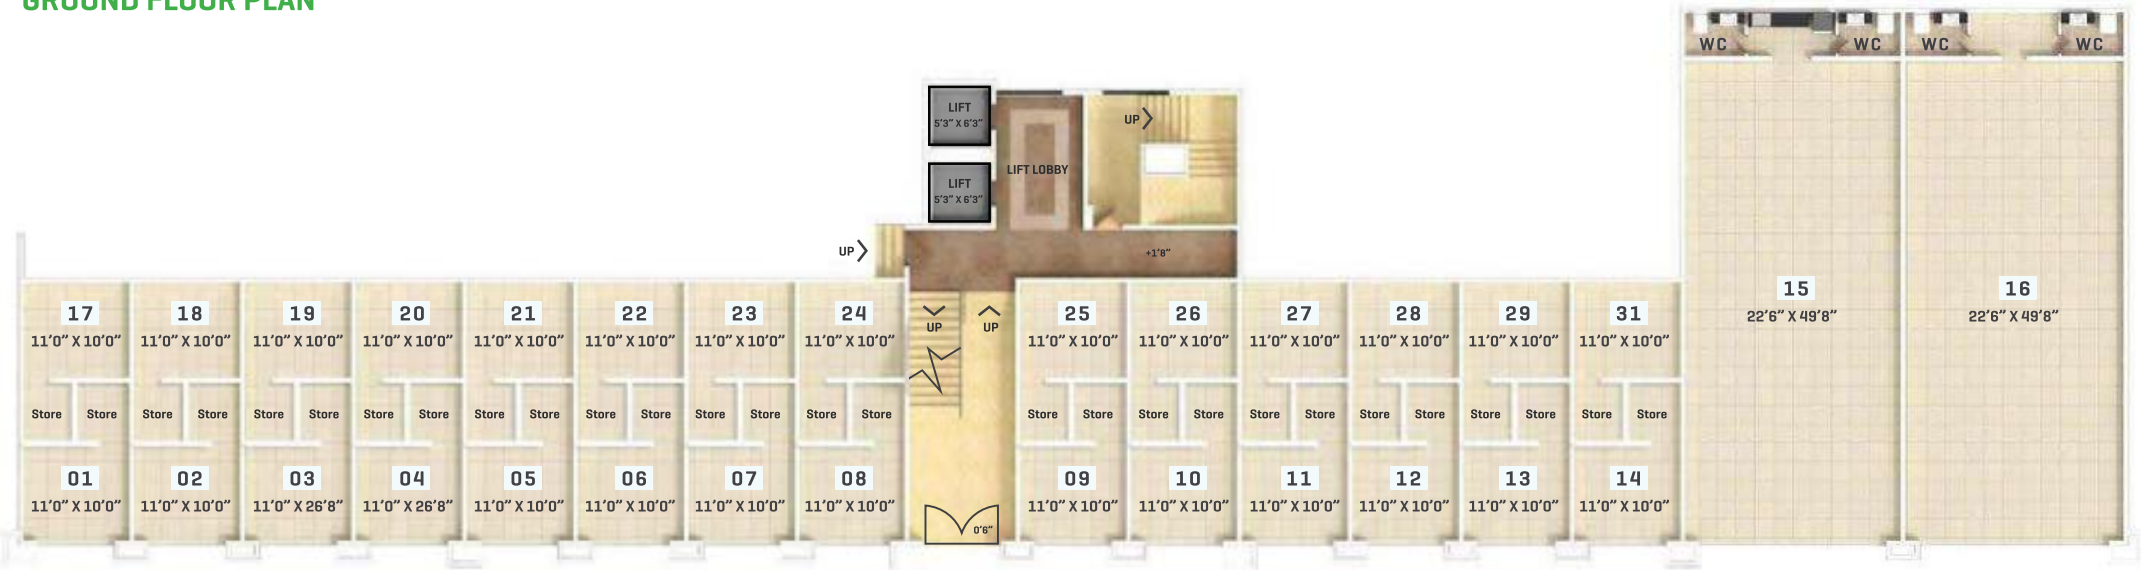 GROUND FLOOR PLAN
WC WC WC WC
LIFT
5'3" X 6'3"
UP
LIFT LOBBY
LIFT
5'3" X 6'3"
UP
+1'8"
15
22'6" X 49'8"
16
22'6" X 49'8"
17 18 19 20 21 22 23 24 25 26 27 28 29 31
11'0" X 10'0" 11'0" X 10'0" 11'0" X 10'0" 11'0" X 10'0" 11'0" X 10'0" 11'0" X 10'0" 11'0" X 10'0" 11'0" X 10'0" 11'0" X 10'0" 11'0" X 10'0" 11'0" X 10'0" 11'0" X 10'0" 11'0" X 10'0" 11'0" X 10'0"
UP UP
Store Store Store Store Store Store Store Store Store Store Store Store Store Store Store Store Store Store Store Store Store Store Store Store Store Store Store Store
01 02 03 04 05 06 07 08 09 10 11 12 13 14
11'0" X 10'0" 11'0" X 10'0" 11'0" X 26'8" 11'0" X 26'8" 11'0" X 10'0" 11'0" X 10'0" 11'0" X 10'0" 11'0" X 10'0" 11'0" X 10'0" 11'0" X 10'0" 11'0" X 10'0" 11'0" X 10'0" 11'0" X 10'0" 11'0" X 10'0"
0'6"